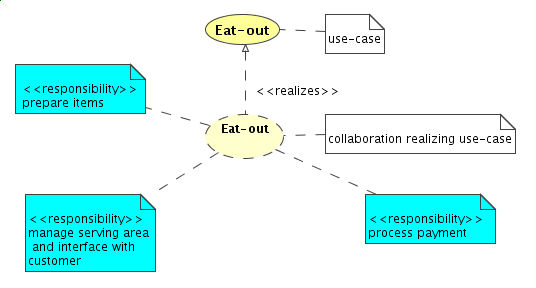 Eat-out
use-case
<<responsibility>>
prepare items
<<realizes>>
Eat-out
collaboration realizing use-case
<<responsibility>>
manage serving area
and interface with
customer
<<responsibility>>
process payment